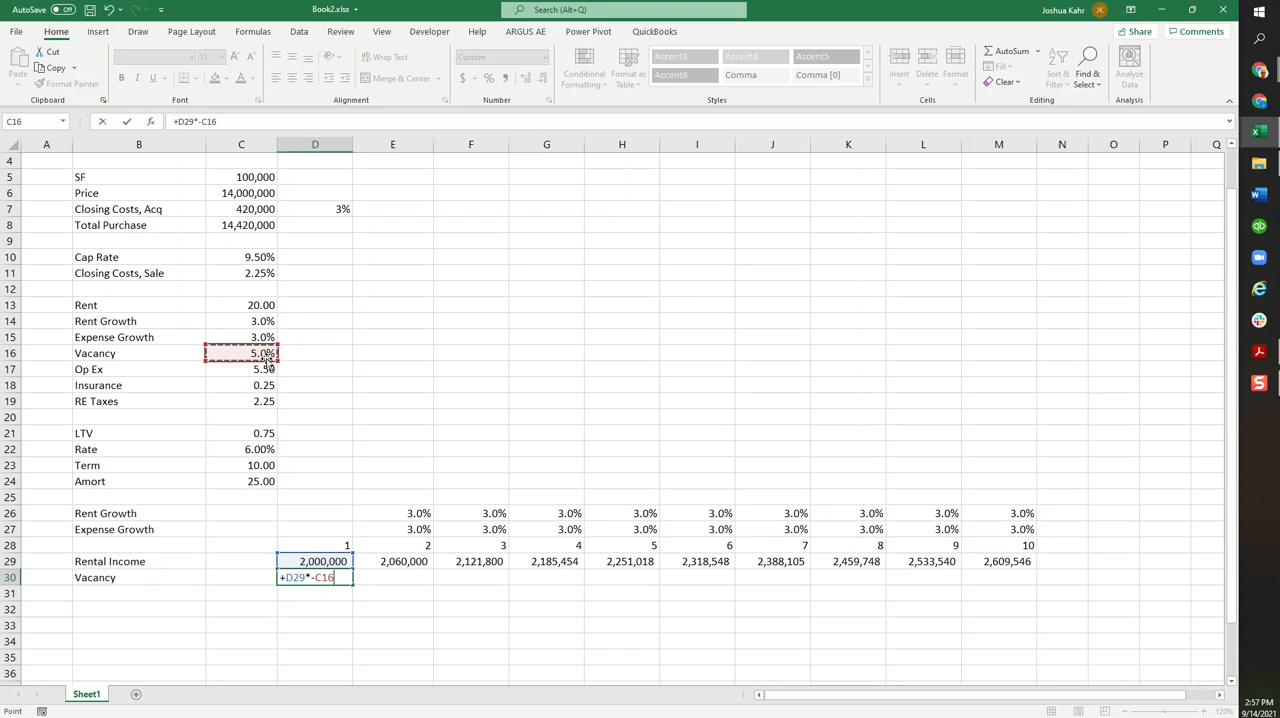 AutoSave Off Book2.xlsx Search (Alt+Q) Joshua Kahr JK
File Home Insert Draw Page Layout Formulas Data Review View Developer Help ARGUS AE Power Pivot QuickBooks Share Comments
Paste Cut Copy Format Painter
11 B I U A A A
Wrap Text Merge & Center
Custom $ % ,
Conditional Formatting Format as Table
Accent3 Accent4 Accent5
Accent6 Comma Comma [0]
Insert Delete Format
AutoSum Fill Clear Sort & Filter Find & Select Analyze Data
Clipboard Font Alignment Number Styles Cells Editing Analysis
C16 fx +D29*-C16
A B C D E F G H I J K L M N O P Q
4
5 SF 100,000
6 Price 14,000,000
7 Closing Costs, Acq 420,000 3%
8 Total Purchase 14,420,000
9
10 Cap Rate 9.50%
11 Closing Costs, Sale 2.25%
12
13 Rent 20.00
14 Rent Growth 3.0%
15 Expense Growth 3.0%
16 Vacancy 5.0%
17 Op Ex 5.50
18 Insurance 0.25
19 RE Taxes 2.25
20
21 LTV 0.75
22 Rate 6.00%
23 Term 10.00
24 Amort 25.00
25
26 Rent Growth 3.0% 3.0% 3.0% 3.0% 3.0% 3.0% 3.0% 3.0% 3.0%
27 Expense Growth 3.0% 3.0% 3.0% 3.0% 3.0% 3.0% 3.0% 3.0% 3.0%
28 1 2 3 4 5 6 7 8 9 10
29 Rental Income 2,000,000 2,060,000 2,121,800 2,185,454 2,251,018 2,318,548 2,388,105 2,459,748 2,533,540 2,609,546
30 Vacancy +D29*-C16
31
32
33
34
35
36
Sheet1
Point 120%
2:57 PM
9/14/2021